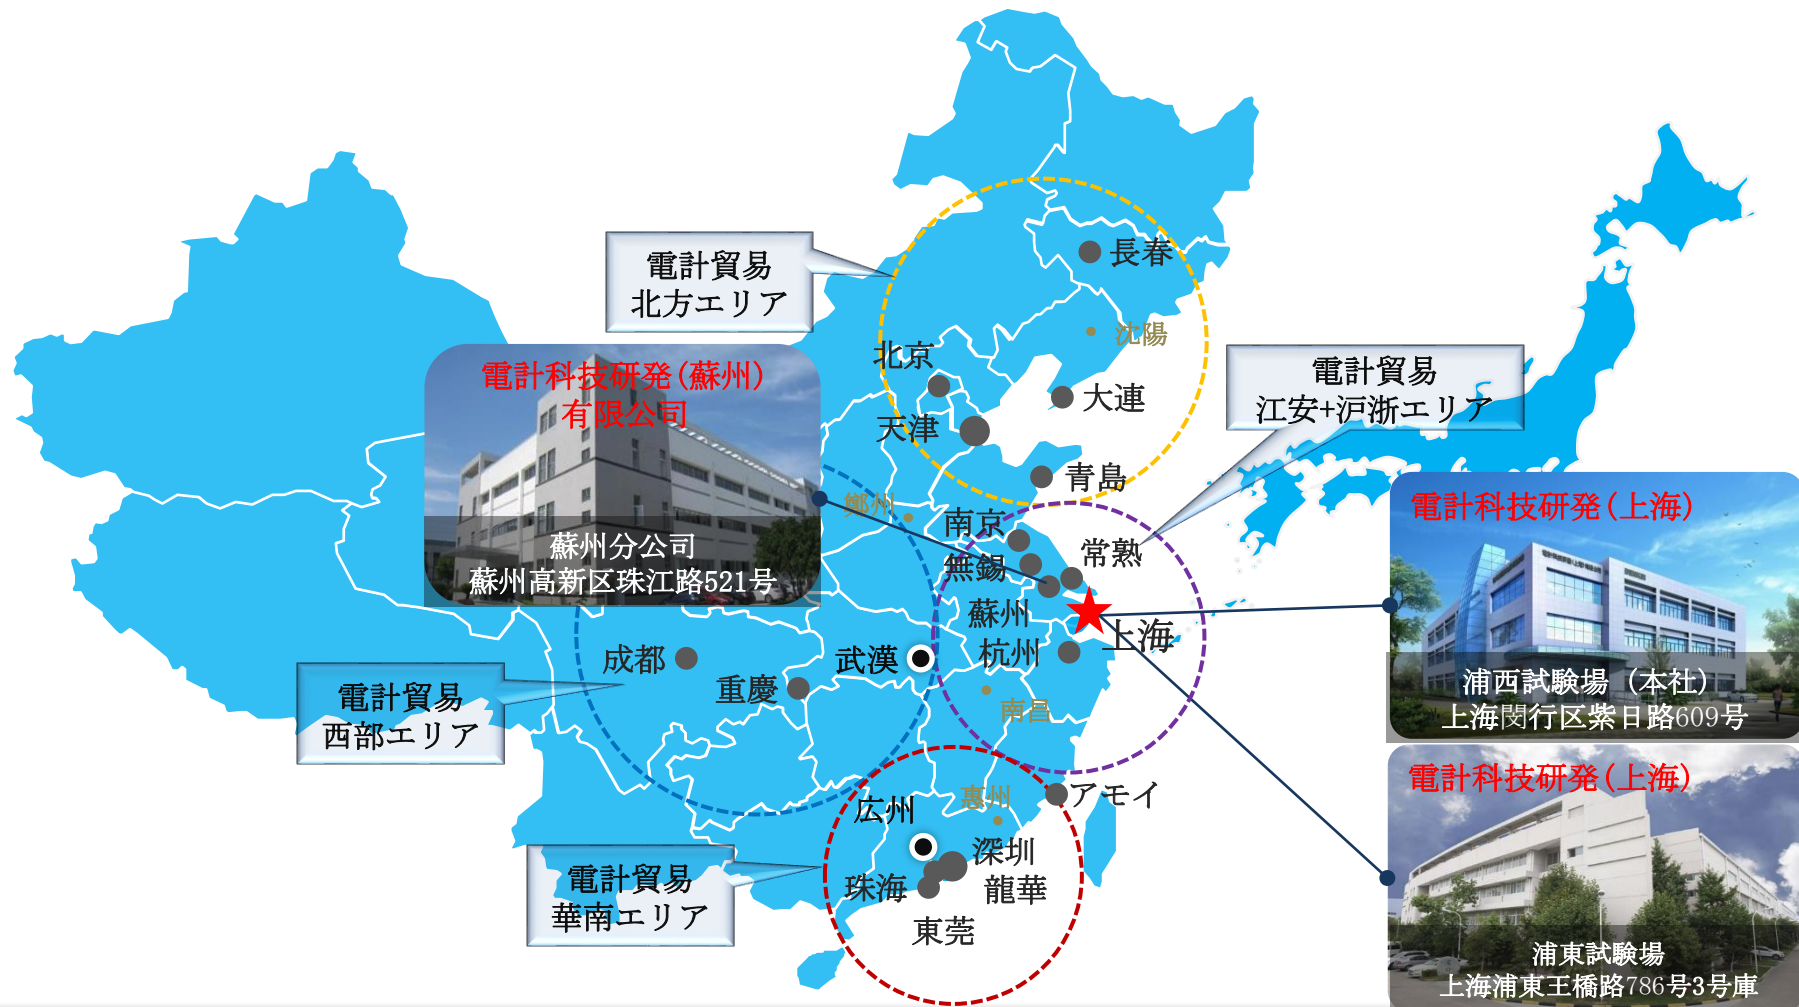 電計貿易
北方エリア
長春
沈陽
北京
大連
天津
青島
電計貿易
江安+沪浙エリア
電計科技研発(蘇州)
有限公司
蘇州分公司
蘇州高新区珠江路521号
鄭州
南京
常熟
無錫
蘇州
上海
杭州
電計科技研発(上海)
浦西試験場（本社）
上海閔行区紫日路609号
成都
武漢
重慶
南昌
電計貿易
西部エリア
電計科技研発(上海)
浦東試験場
上海浦東王橋路786号3号庫
アモイ
惠州
広州
深圳
龍華
珠海
東莞
電計貿易
華南エリア